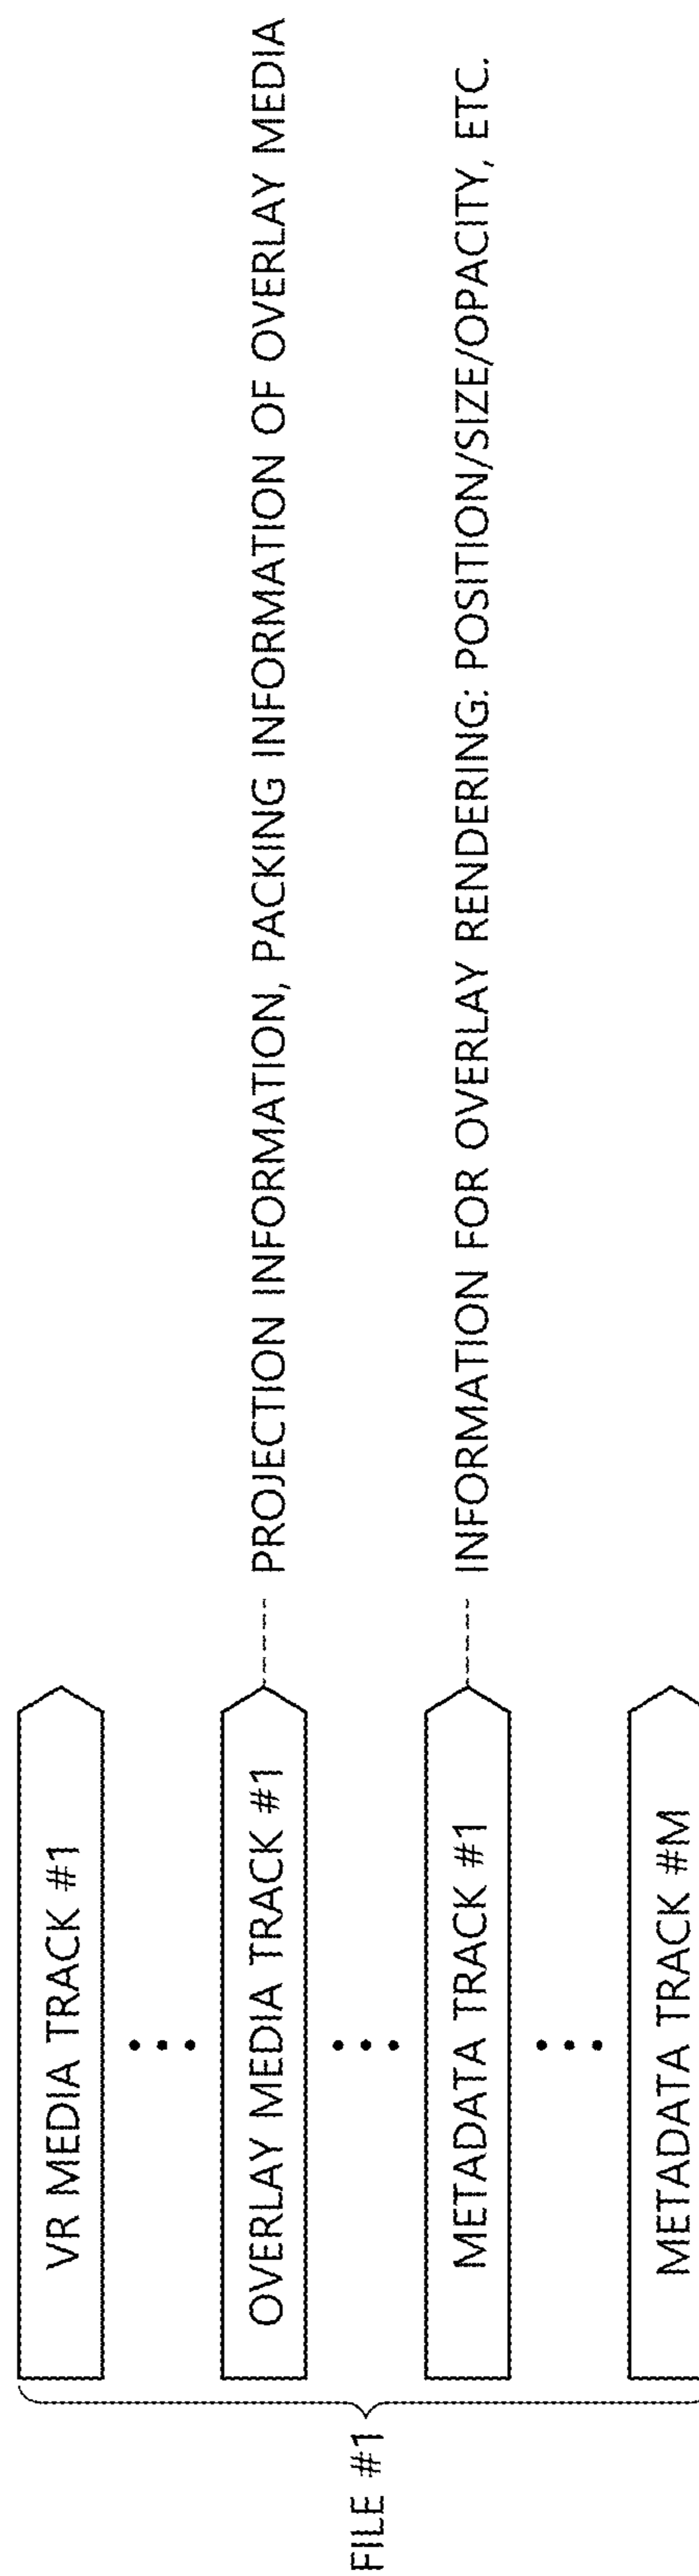 FILE #1
VR MEDIA TRACK #1
OVERLAY MEDIA TRACK #1
PROJECTION INFORMATION, PACKING INFORMATION OF OVERLAY MEDIA
METADATA TRACK #1
INFORMATION FOR OVERLAY RENDERING: POSITION/SIZE/OPACITY, ETC.
METADATA TRACK #M